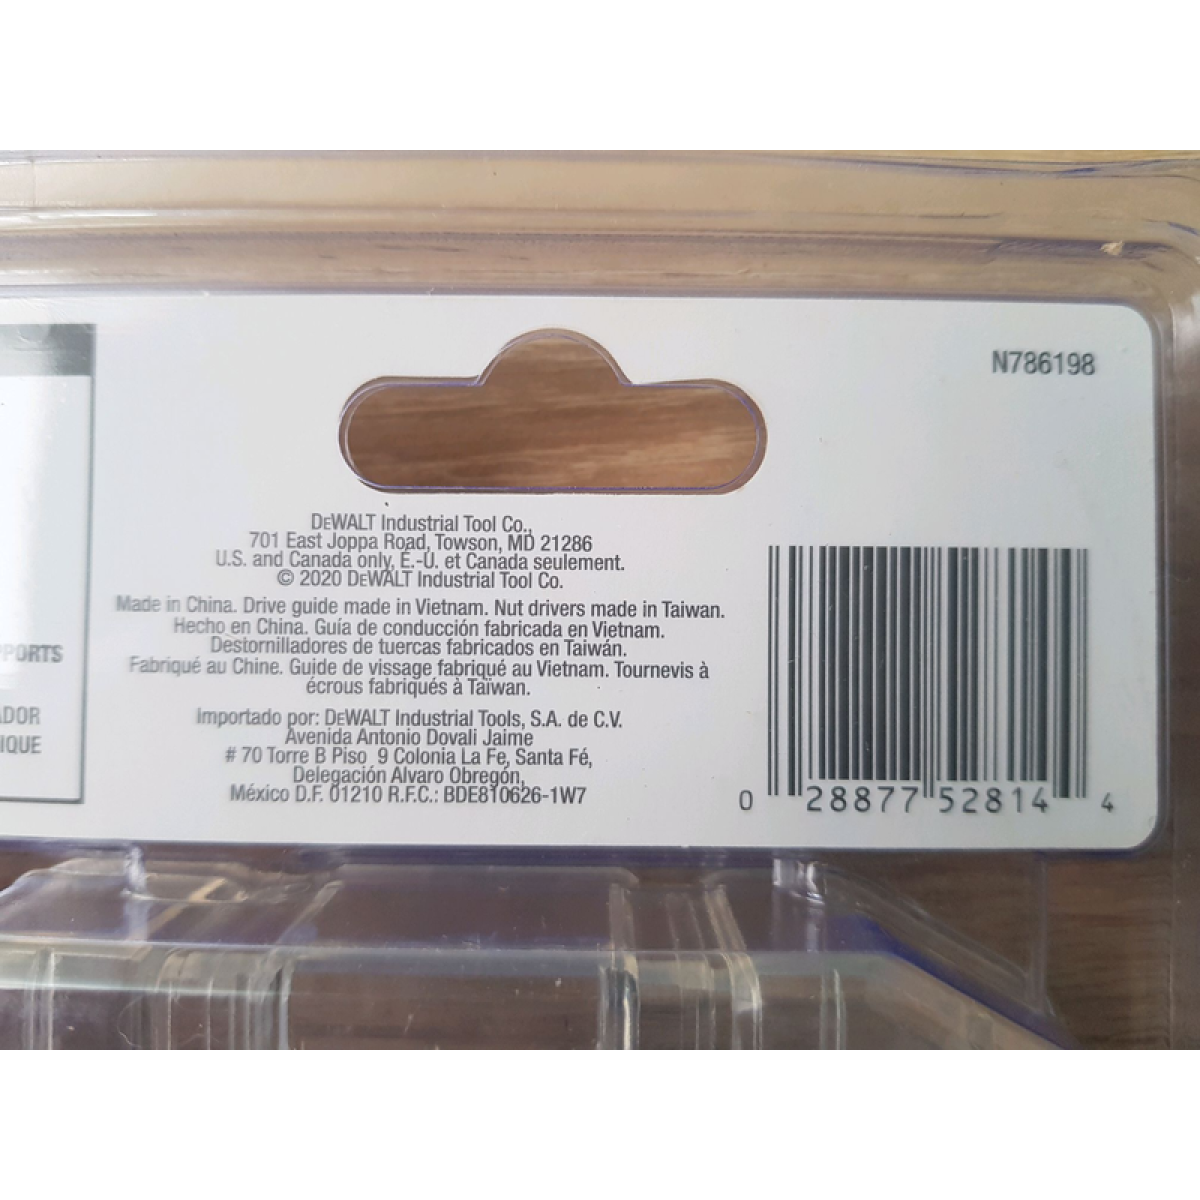 N786198
DEWALT Industrial Tool Co.,
701 East Joppa Road, Towson, MD 21286
U.S. and Canada only, É.-U. et Canada seulement.
© 2020 DEWALT Industrial Tool Co.
Made in China. Drive guide made in Vietnam. Nut drivers made in Taiwan.
Hecho en China. Guía de conducción fabricada en Vietnam.
Destornilladores de tuercas fabricados en Taiwán.
Fabriqué au Chine. Guide de vissage fabriqué au Vietnam. Tournevis à
écrous fabriqués à Taïwan.
Importado por: DEWALT Industrial Tools, S.A. de C.V.
Avenida Antonio Dovali Jaime
# 70 Torre B Piso 9 Colonia La Fe, Santa Fé,
Delegación Alvaro Obregón,
México D.F. 01210 R.F.C.: BDE810626-1W7
0 28877 52814 4